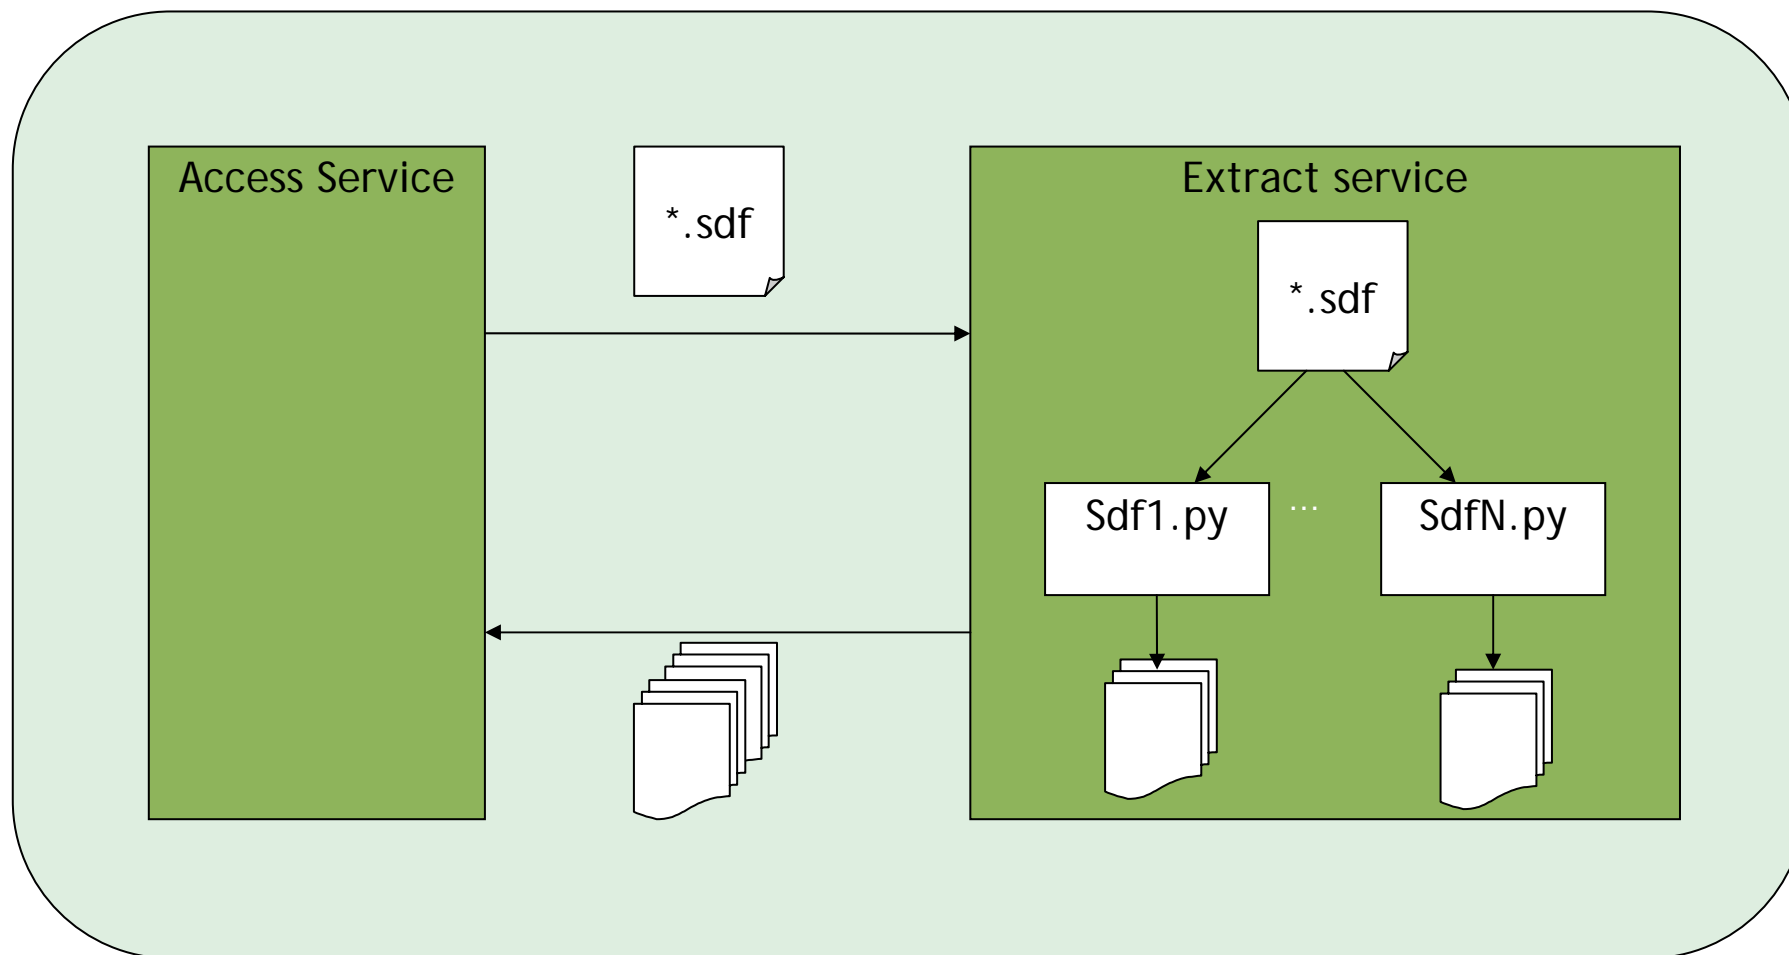 Access Service
*.sdf
Extract service
*.sdf
Sdf1.py
...
SdfN.py